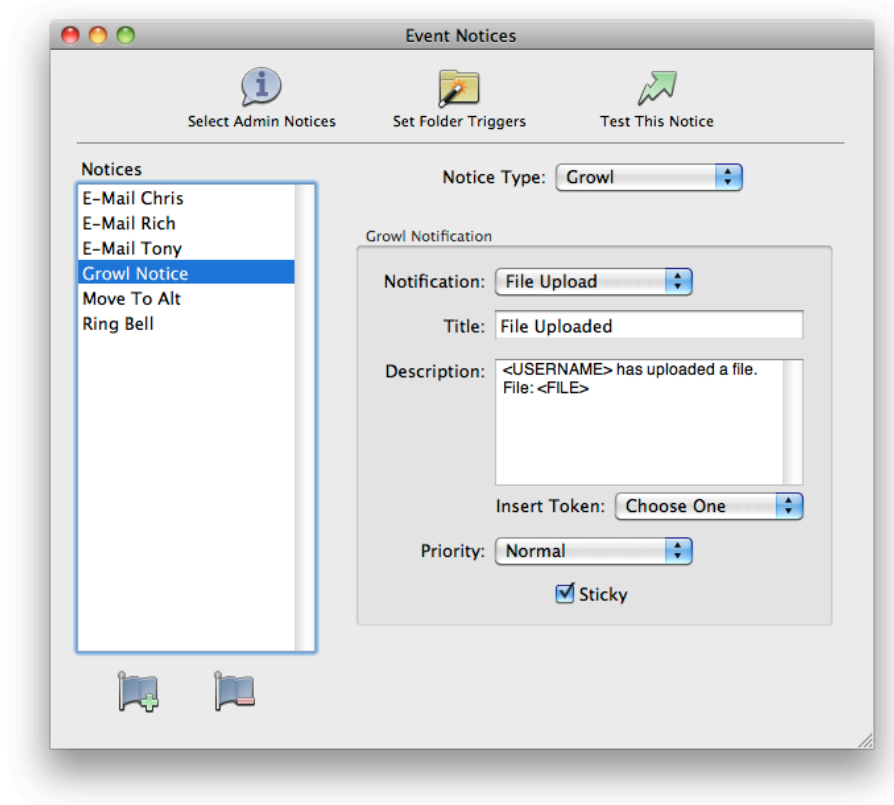 Event Notices
Select Admin Notices
Set Folder Triggers
Test This Notice
Notices
E-Mail Chris
E-Mail Rich
E-Mail Tony
Growl Notice
Move To Alt
Ring Bell
Notice Type: Growl
Growl Notification
Notification: File Upload
Title: File Uploaded
Description: <USERNAME> has uploaded a file.
File: <FILE>
Insert Token: Choose One
Priority: Normal
Sticky